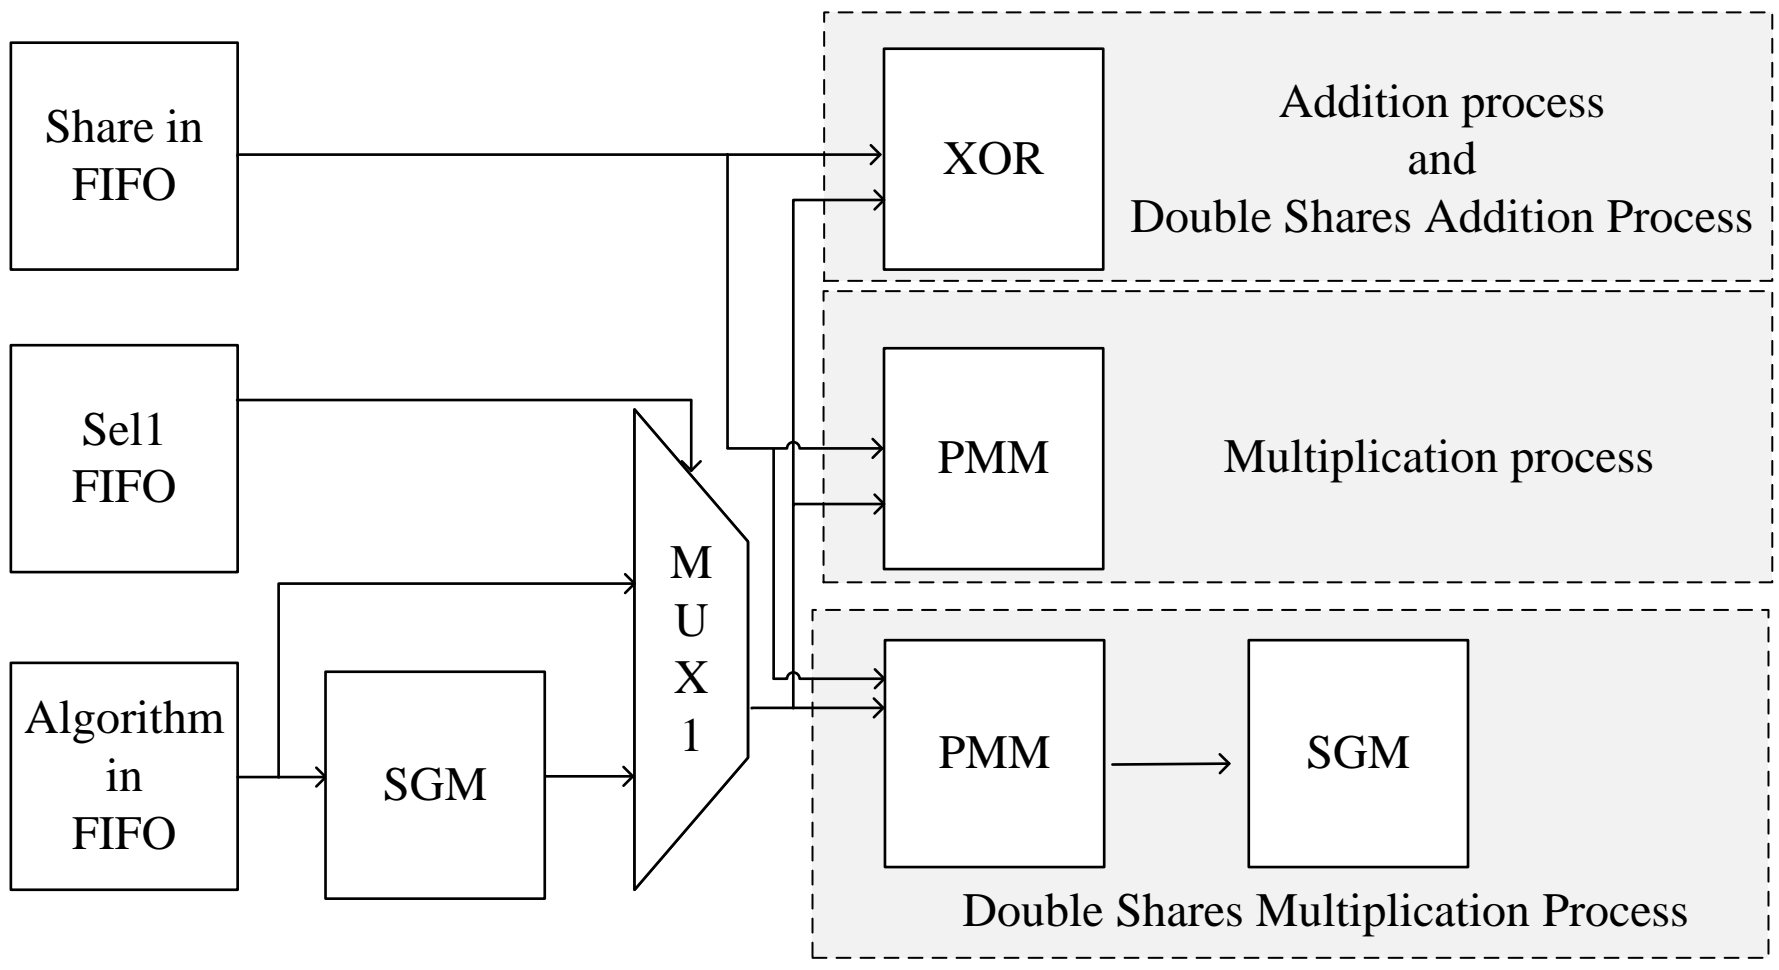 Share in
FIFO
XOR
Addition process
and
Double Shares Addition Process
Sel1
FIFO
PMM
Multiplication process
M
U
X
1
Algorithm
in
FIFO
SGM
PMM
SGM
Double Shares Multiplication Process